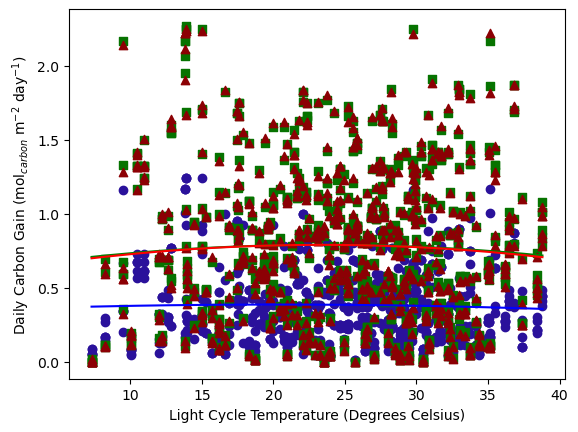 Daily Carbon Gain (mol$_{carbon}$ m$^{-2}$ day$^{-1}$)
2.0
1.5
1.0
0.5
0.0
10 15 20 25 30 35 40
Light Cycle Temperature (Degrees Celsius)